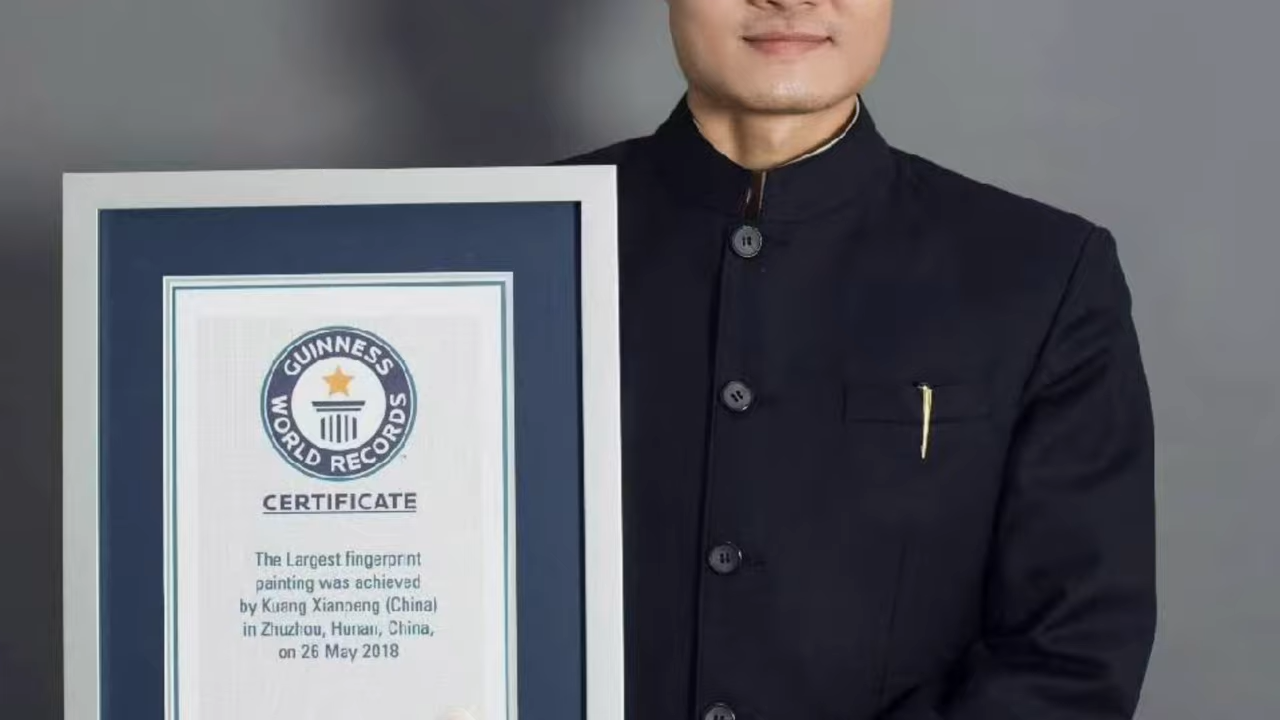 GUINNESS
WORLD RECORDS
CERTIFICATE
The Largest fingerprint
painting was achieved
by Kuang Xianpeng (China)
in Zhuzhou, Hunan, China,
on 26 May 2018